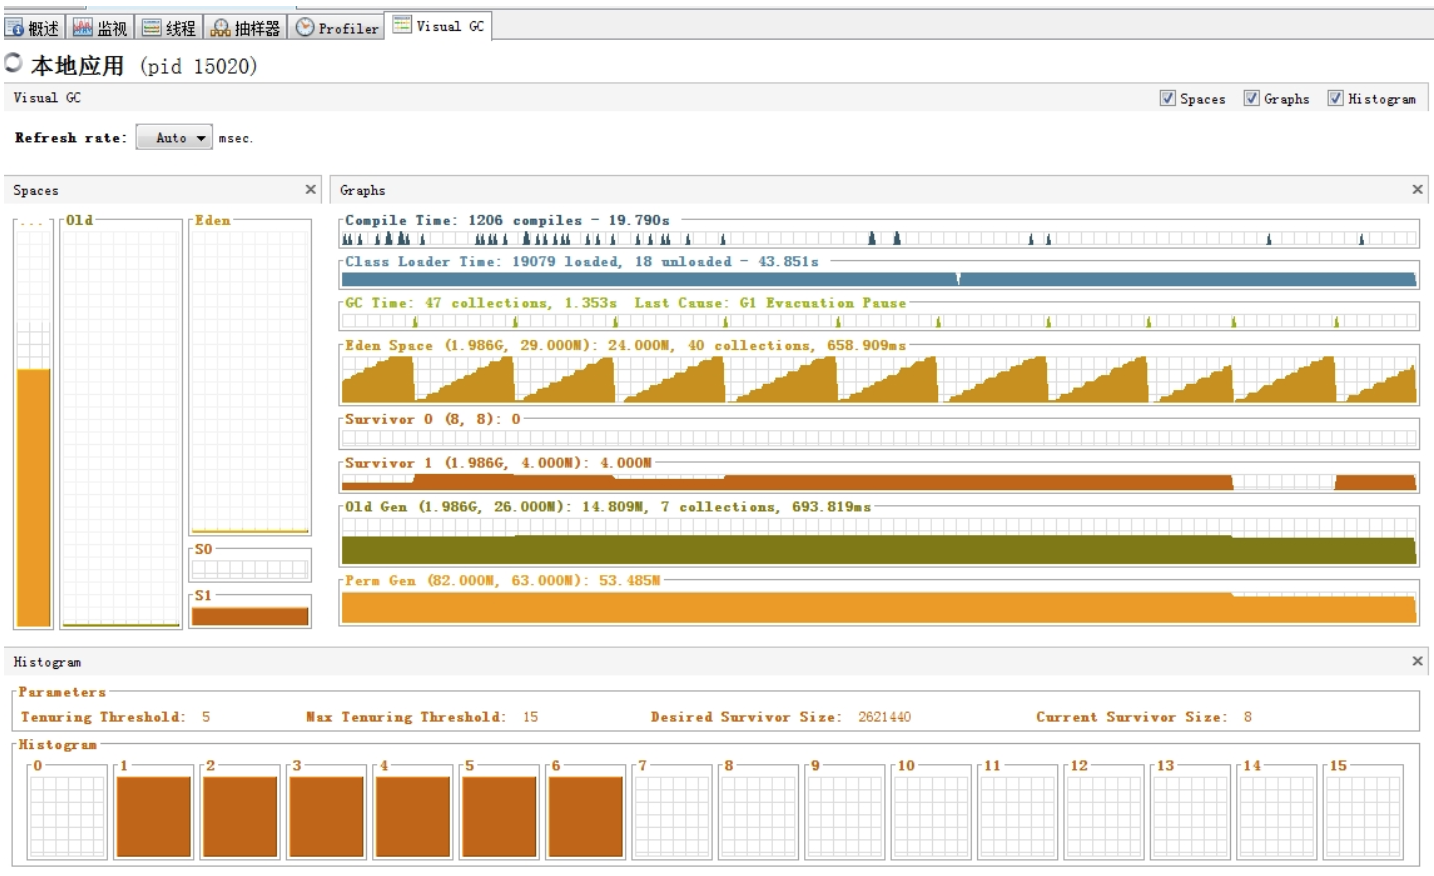 概述 监视 线程 抽样器 Profiler Visual GC
本地应用 (pid 15020)
Visual GC Spaces Graphs Histogram
Refresh rate: Auto msec.
Spaces Graphs
... Old Eden
S0
S1
Compile Time: 1206 compiles - 19.790s
Class Loader Time: 19079 loaded, 18 unloaded - 43.851s
GC Time: 47 collections, 1.353s Last Cause: G1 Evacuation Pause
Eden Space (1.986G, 29.000M): 24.000M, 40 collections, 658.909ms
Survivor 0 (8, 8): 0
Survivor 1 (1.986G, 4.000M): 4.000M
Old Gen (1.986G, 26.000M): 14.809M, 7 collections, 693.819ms
Perm Gen (82.000M, 63.000M): 53.485M
Histogram
Parameters
Tenuring Threshold: 5 Max Tenuring Threshold: 15 Desired Survivor Size: 2621440 Current Survivor Size: 8
Histogram
0 1 2 3 4 5 6 7 8 9 10 11 12 13 14 15